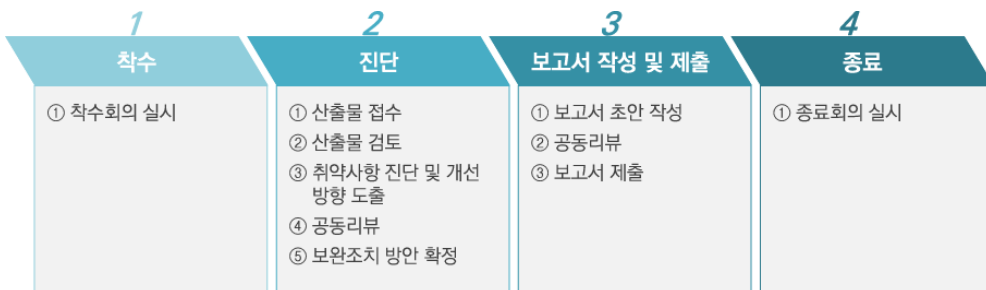 1
착수
① 착수회의 실시
2
진단
① 산출물 접수
② 산출물 검토
③ 취약사항 진단 및 개선
방향 도출
④ 공동리뷰
⑤ 보완조치 방안 확정
3
보고서 작성 및 제출
① 보고서 초안 작성
② 공동리뷰
③ 보고서 제출
4
종료
① 종료회의 실시